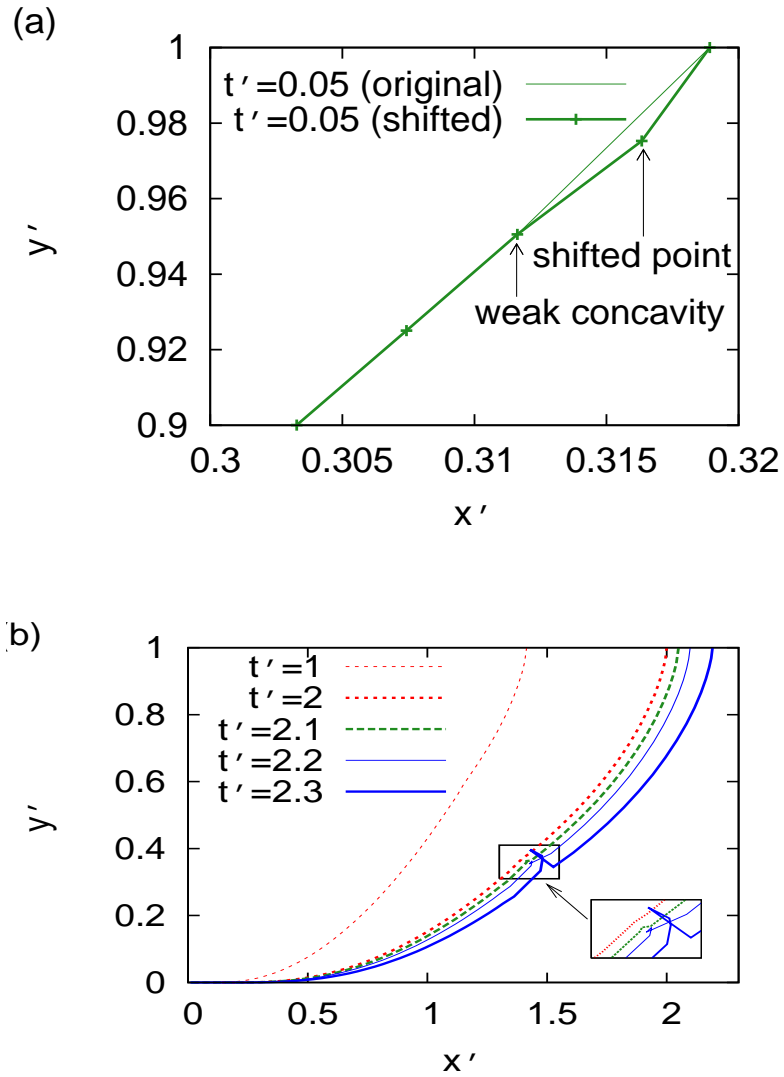 (a)
1
0.98
0.96
0.94
0.92
0.9
y′
t′=0.05 (original)
t′=0.05 (shifted)
shifted point
weak concavity
0.3 0.305 0.31 0.315 0.32
x′
(b)
1
0.8
0.6
0.4
0.2
0
y′
t′=1
t′=2
t′=2.1
t′=2.2
t′=2.3
0 0.5 1 1.5 2
x′